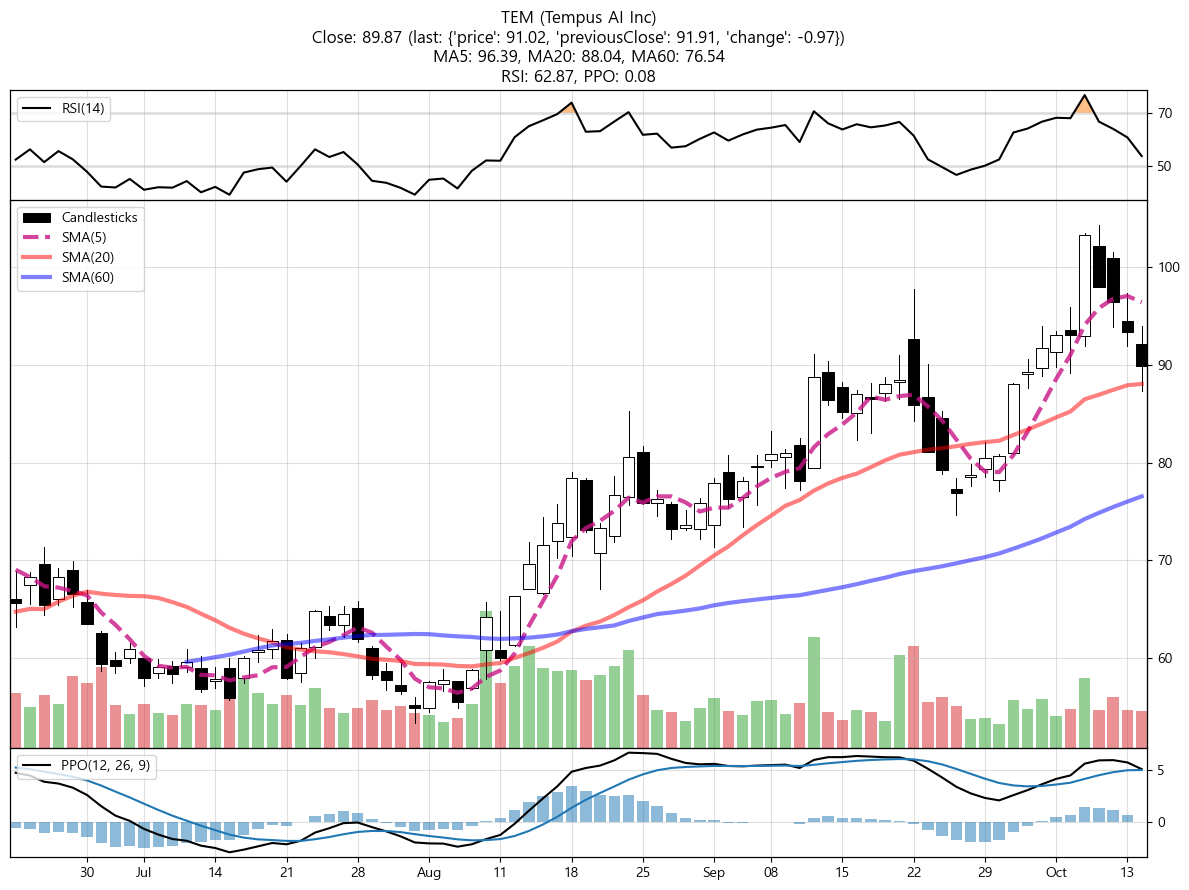 TEM (Tempus AI Inc)
Close: 89.87 (last: {'price': 91.02, 'previousClose': 91.91, 'change': -0.97})
MA5: 96.39, MA20: 88.04, MA60: 76.54
RSI: 62.87, PPO: 0.08
RSI(14)
70
50
Candlesticks
SMA(5)
SMA(20)
SMA(60)
100
90
80
70
60
PPO(12, 26, 9)
5
0
30 Jul 14 21 28 Aug 11 18 25 Sep 08 15 22 29 Oct 13